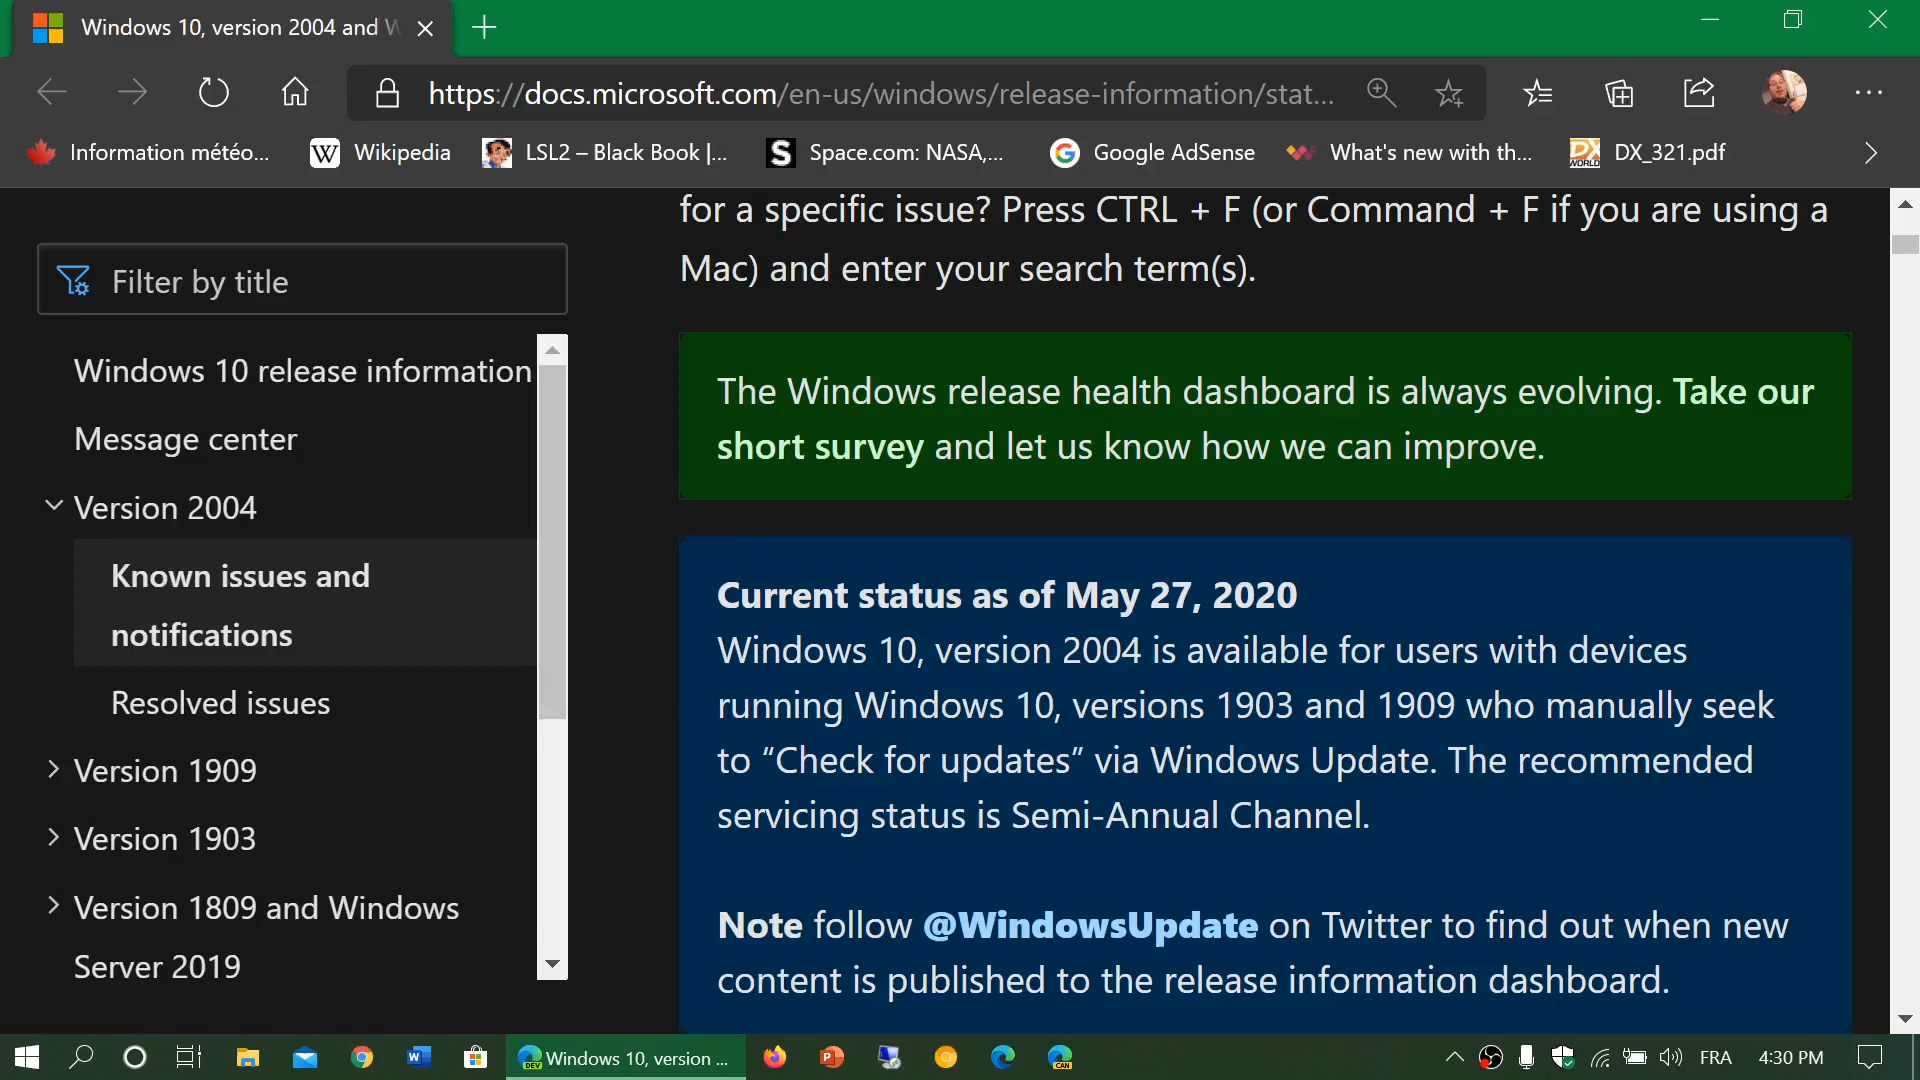 Windows 10, version 2004 and W
https://docs.microsoft.com/en-us/windows/release-information/stat...
Information météo...
W
Wikipedia
LSL2 – Black Book |...
S
Space.com: NASA,...
G
Google AdSense
What's new with th...
DX
WORLD
DX_321.pdf
Filter by title
Windows 10 release information
Message center
Version 2004
Known issues and
notifications
Resolved issues
Version 1909
Version 1903
Version 1809 and Windows
Server 2019
for a specific issue? Press CTRL + F (or Command + F if you are using a
Mac) and enter your search term(s).
The Windows release health dashboard is always evolving. Take our
short survey and let us know how we can improve.
Current status as of May 27, 2020
Windows 10, version 2004 is available for users with devices
running Windows 10, versions 1903 and 1909 who manually seek
to “Check for updates” via Windows Update. The recommended
servicing status is Semi-Annual Channel.
Note follow @WindowsUpdate on Twitter to find out when new
content is published to the release information dashboard.
W
DEV
Windows 10, version ...
P
CAN
FRA
4:30 PM